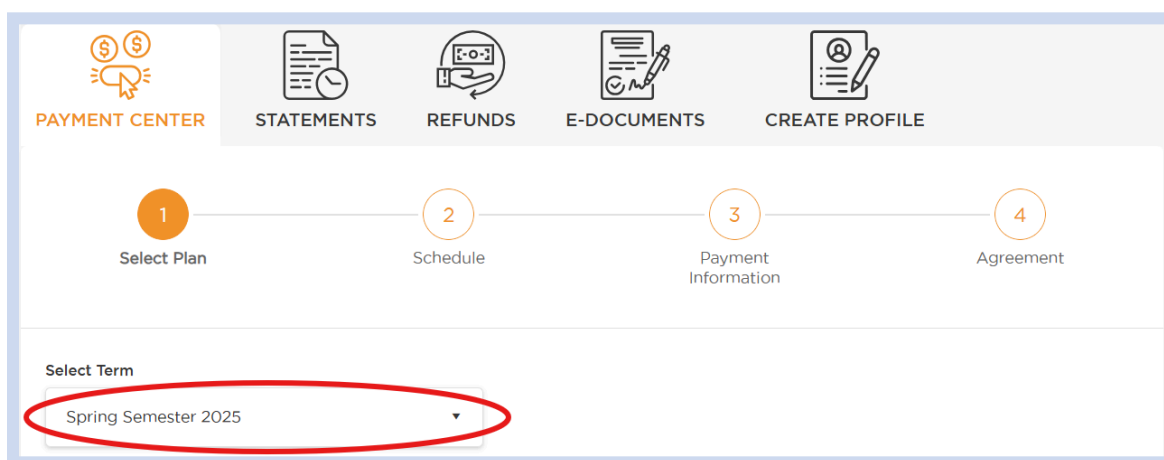 PAYMENT CENTER
STATEMENTS
REFUNDS
E-DOCUMENTS
CREATE PROFILE
1
2
3
4
Select Plan
Schedule
Payment
Information
Agreement
Select Term
Spring Semester 2025